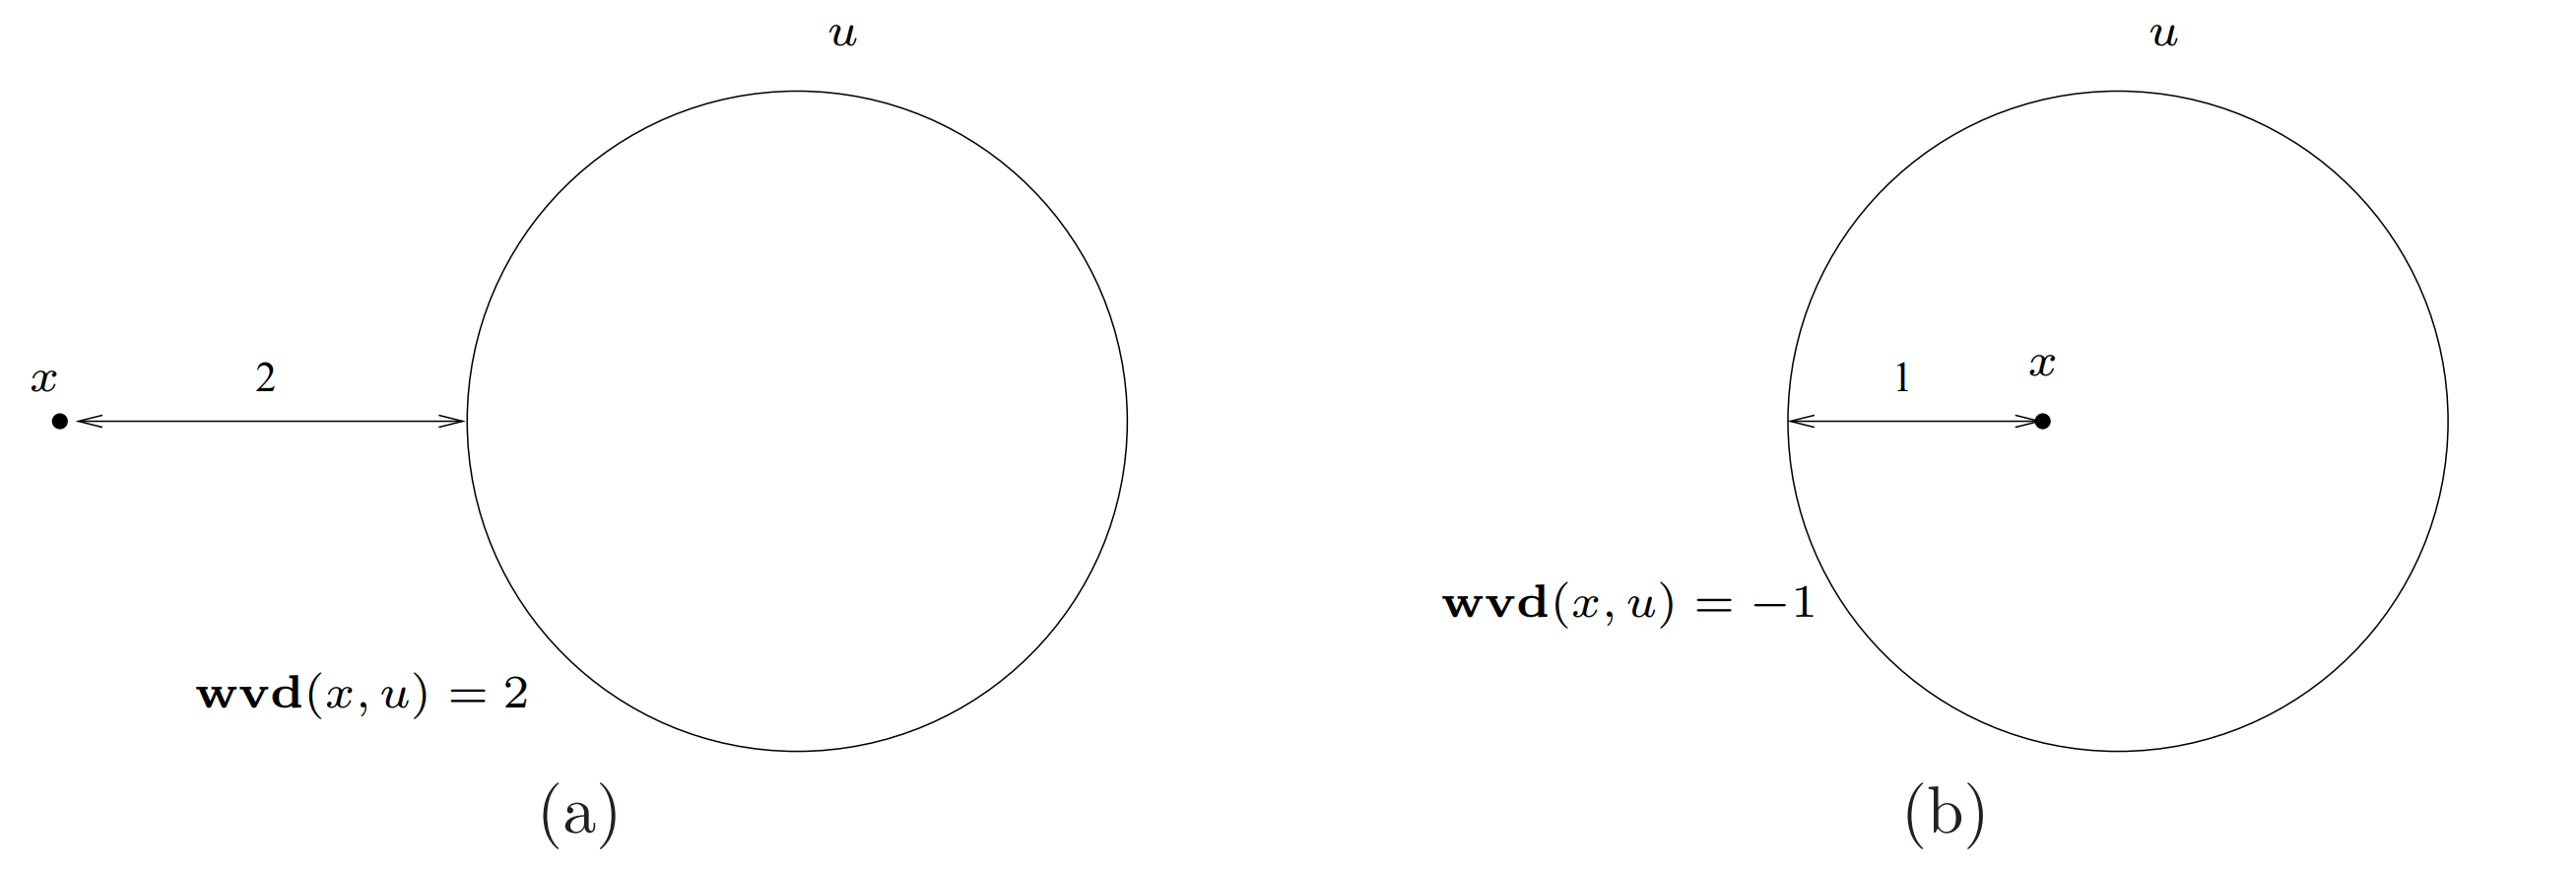 u
x
2
wvd(x, u) = 2
(a)
u
x
1
wvd(x, u) = −1
(b)